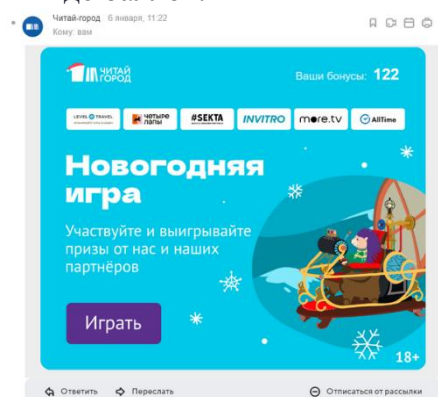 Читай-город 6 января, 11:22
Кому: вам
ЧИТАЙ
ГОРОД
Ваши бонусы: 122
LEVEL TRAVEL
ЧЕТЫРЕ
ЛАПЫ
#SEKTA
INVITRO
more.tv
AllTime
Новогодняя
игра
Участвуйте и выигрывайте
призы от нас и наших
партнёров
Играть
18+
Ответить
Переслать
Отписаться от рассылки